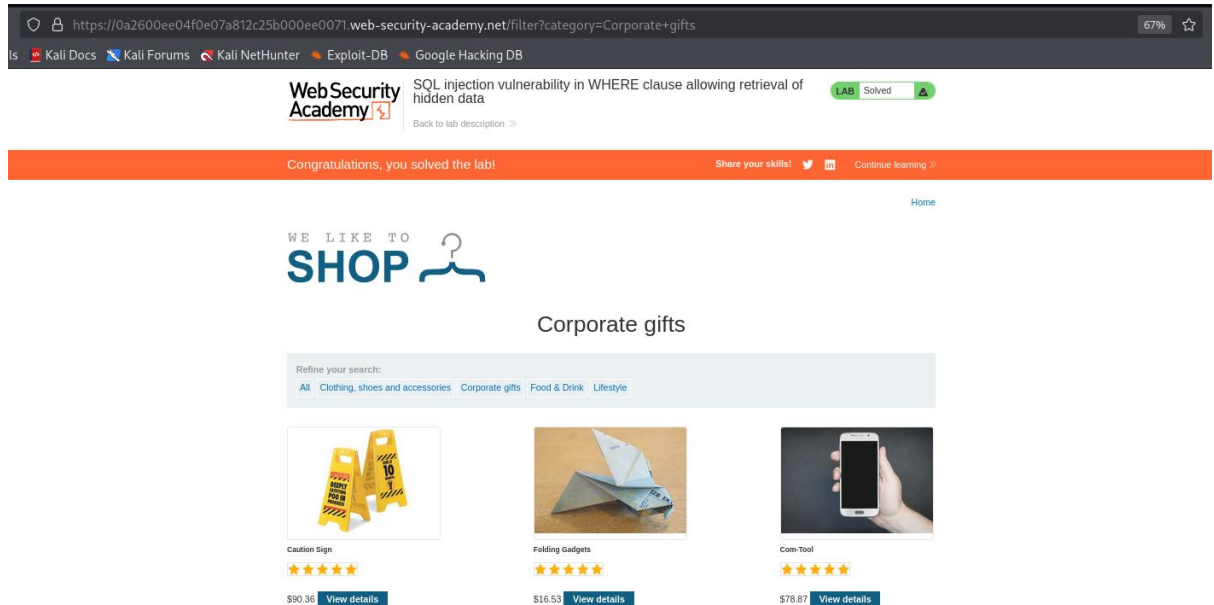 https://0a2600ee04f0e07a812c25b000ee0071.web-security-academy.net/filter?category=Corporate+gifts 67%
ls Kali Docs Kali Forums Kali NetHunter Exploit-DB Google Hacking DB
Web Security Academy
SQL injection vulnerability in WHERE clause allowing retrieval of
hidden data
Back to lab description »
LAB Solved
Congratulations, you solved the lab! Share your skills! Continue learning »
Home
WE LIKE TO
SHOP
Corporate gifts
Refine your search:
All Clothing, shoes and accessories Corporate gifts Food & Drink Lifestyle
Caution Sign Folding Gadgets Com-Tool
$90.36 View details $16.53 View details $78.87 View details